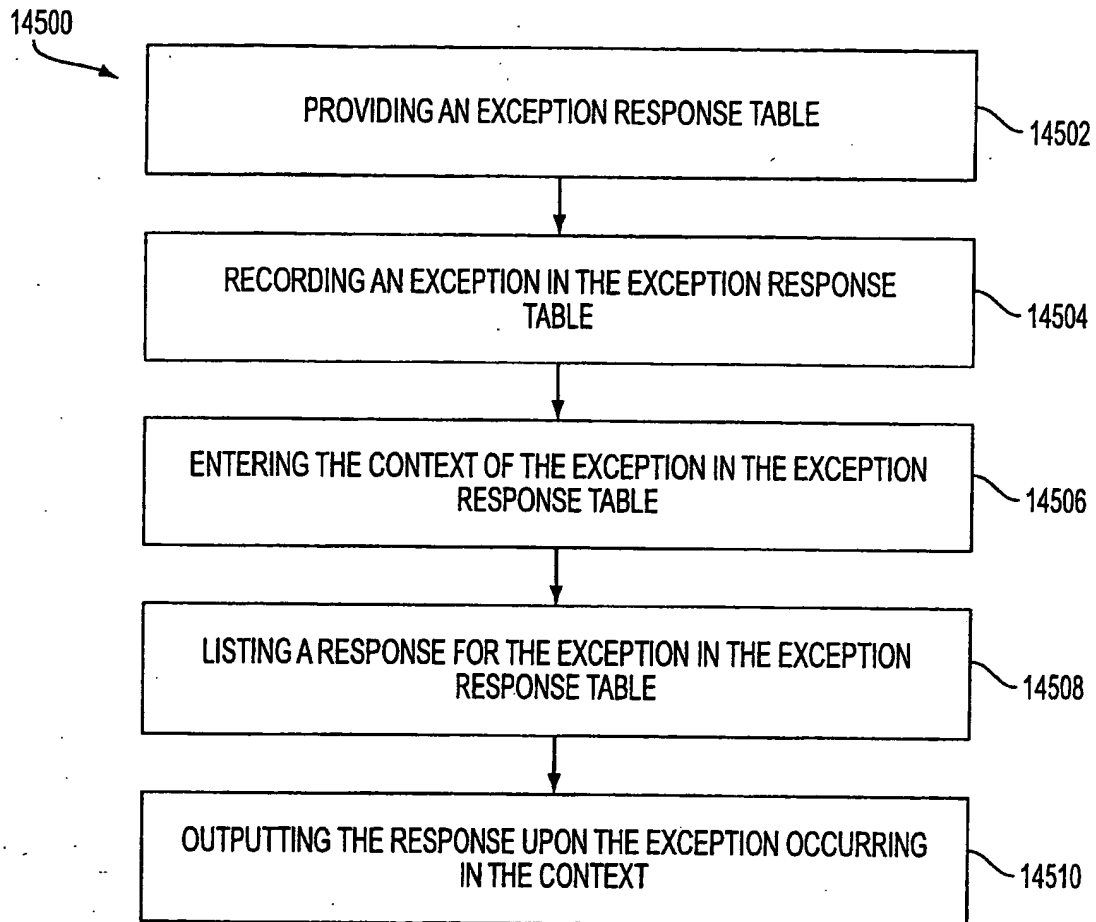 14500
PROVIDING AN EXCEPTION RESPONSE TABLE
14502
RECORDING AN EXCEPTION IN THE EXCEPTION RESPONSE
TABLE
14504
ENTERING THE CONTEXT OF THE EXCEPTION IN THE EXCEPTION
RESPONSE TABLE
14506
LISTING A RESPONSE FOR THE EXCEPTION IN THE EXCEPTION
RESPONSE TABLE
14508
OUTPUTTING THE RESPONSE UPON THE EXCEPTION OCCURRING
IN THE CONTEXT
14510